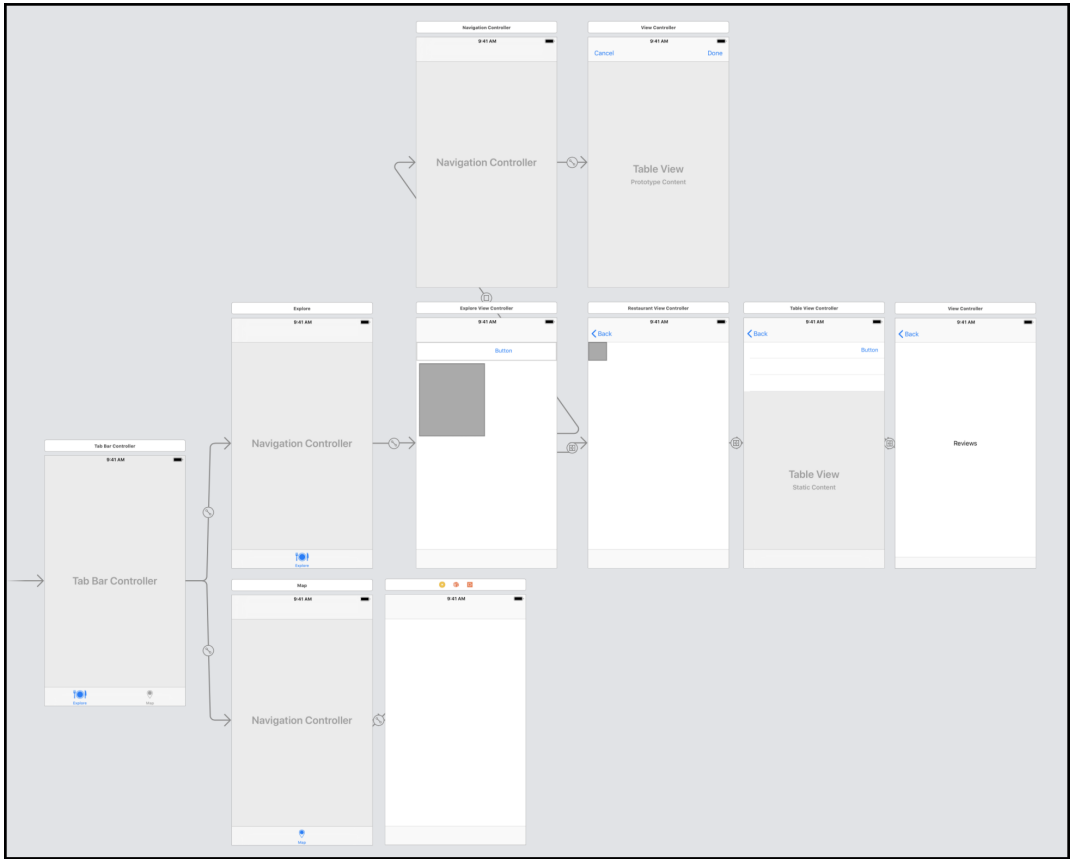 Navigation Controller
9:41 AM
Navigation Controller
View Controller
9:41 AM
Cancel
Done
Table View
Prototype Content
Explore
9:41 AM
Navigation Controller
Explore
Explore View Controller
9:41 AM
Button
Restaurant View Controller
9:41 AM
Back
Table View Controller
9:41 AM
Back
Button
Table View
Static Content
View Controller
9:41 AM
Back
Reviews
Tab Bar Controller
9:41 AM
Tab Bar Controller
Explore
Map
Map
9:41 AM
Navigation Controller
Map
9:41 AM